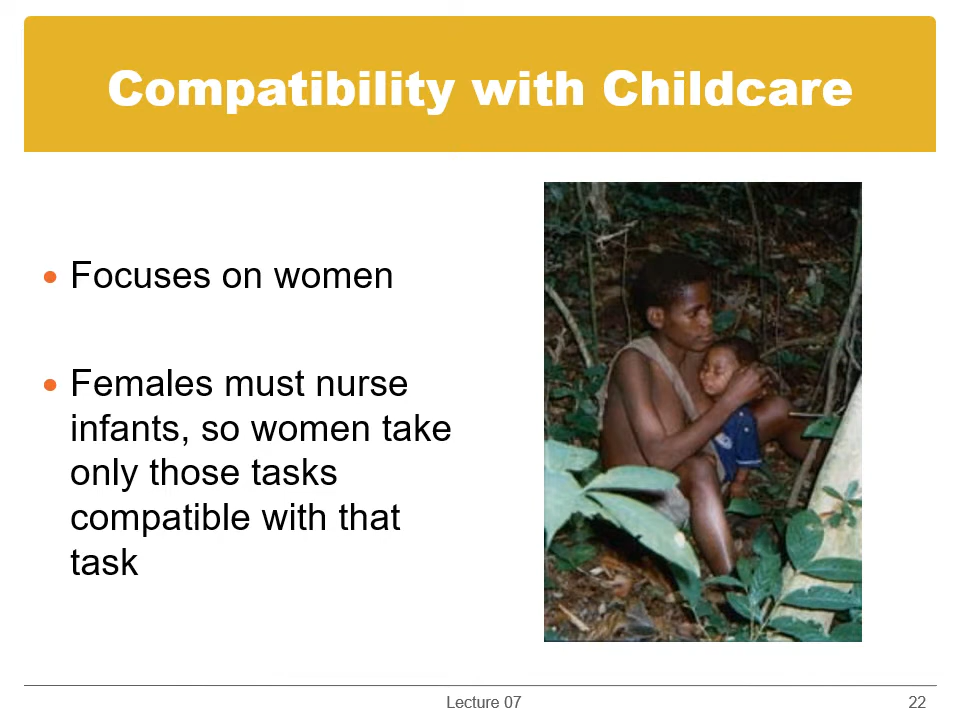 Compatibility with Childcare
• Focuses on women
• Females must nurse
infants, so women take
only those tasks
compatible with that
task
Lecture 07
22